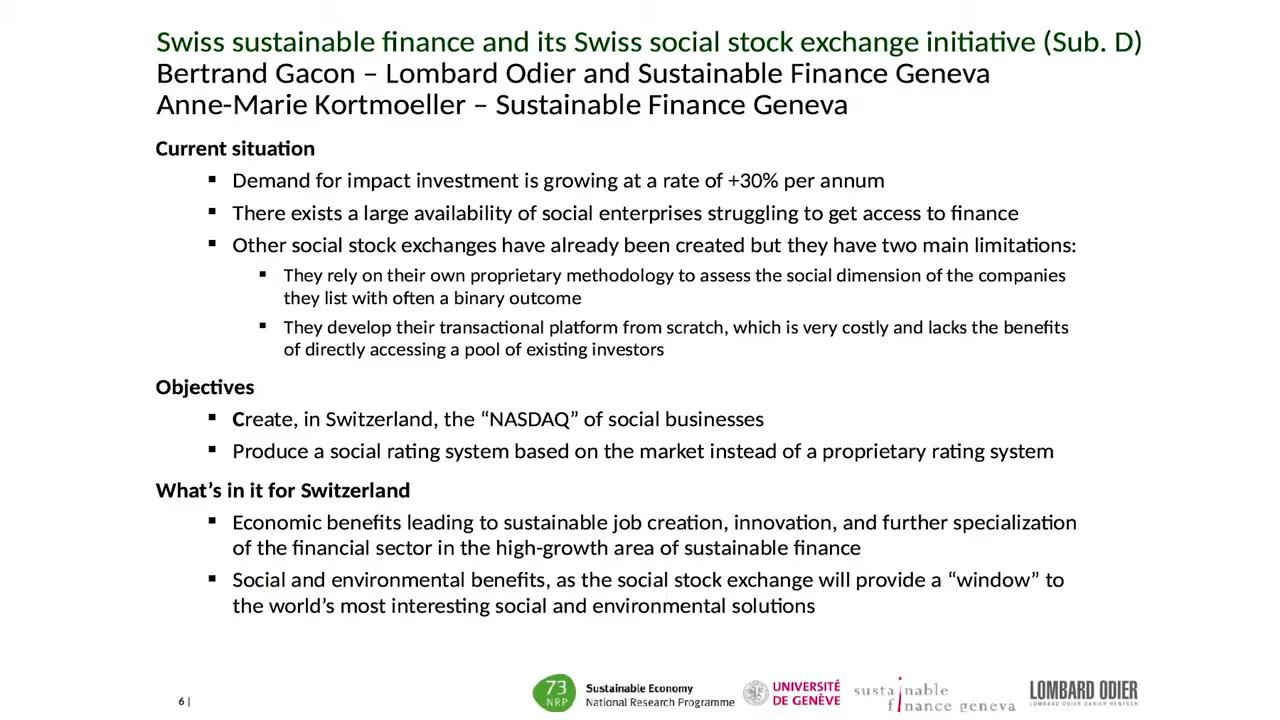 Swiss sustainable finance and its Swiss social stock exchange initiative (Sub. D)
Bertrand Gacon – Lombard Odier and Sustainable Finance Geneva
Anne-Marie Kortmoeller – Sustainable Finance Geneva
Current situation
▪ Demand for impact investment is growing at a rate of +30% per annum
▪ There exists a large availability of social enterprises struggling to get access to finance
▪ Other social stock exchanges have already been created but they have two main limitations:
▪ They rely on their own proprietary methodology to assess the social dimension of the companies
they list with often a binary outcome
▪ They develop their transactional platform from scratch, which is very costly and lacks the benefits
of directly accessing a pool of existing investors
Objectives
▪ Create, in Switzerland, the “NASDAQ” of social businesses
▪ Produce a social rating system based on the market instead of a proprietary rating system
What’s in it for Switzerland
▪ Economic benefits leading to sustainable job creation, innovation, and further specialization
of the financial sector in the high-growth area of sustainable finance
▪ Social and environmental benefits, as the social stock exchange will provide a “window” to
the world’s most interesting social and environmental solutions
6 |
73
NRP
Sustainable Economy
National Research Programme
UNIVERSITÉ
DE GENÈVE
sustainable
finance geneva
LOMBARD ODIER
LOMBARD ODIER DARIER HENTSCH